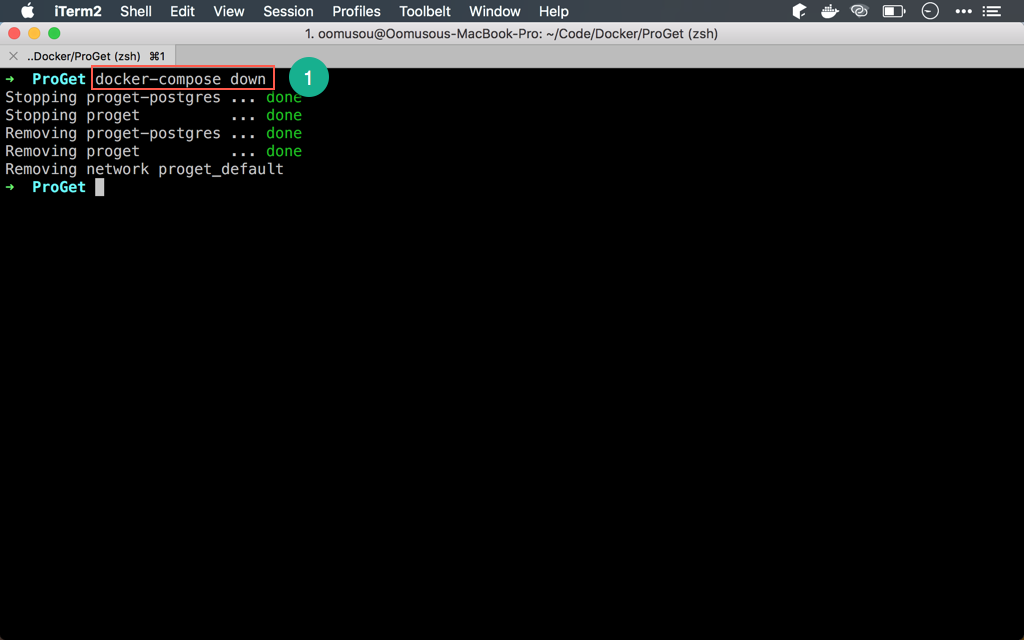 iTerm2 Shell Edit View Session Profiles Toolbelt Window Help
1. oomusou@Oomusous-MacBook-Pro: ~/Code/Docker/ProGet (zsh)
..Docker/ProGet (zsh) ⌘1
→ ProGet docker-compose down 1
Stopping proget-postgres ... done
Stopping proget ... done
Removing proget-postgres ... done
Removing proget ... done
Removing network proget_default
→ ProGet